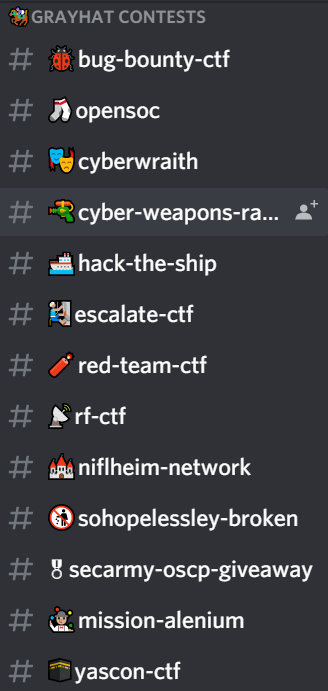 GRAYHAT CONTESTS
# bug-bounty-ctf
# opensoc
# cyberwraith
# cyber-weapons-ra...
# hack-the-ship
# escalate-ctf
# red-team-ctf
# rf-ctf
# niflheim-network
# sohopelessley-broken
# secarmy-oscp-giveaway
# mission-alenium
# yascon-ctf